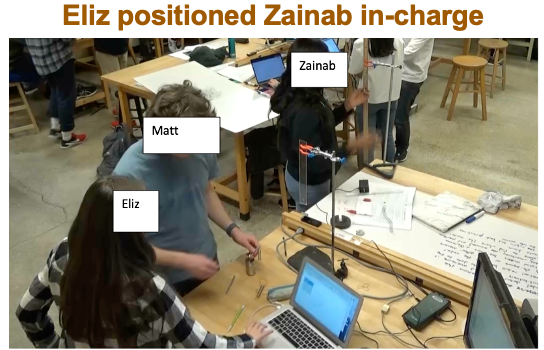 Eliz positioned Zainab in-charge
Zainab
Matt
Eliz